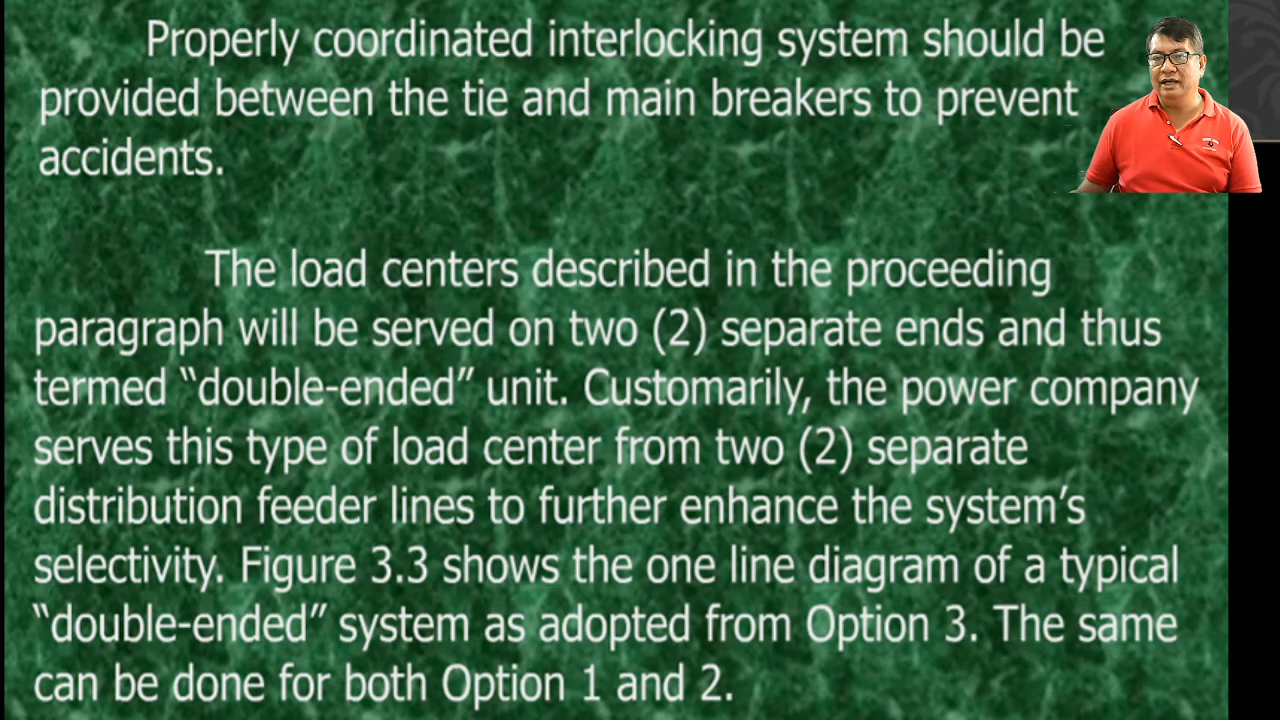 Properly coordinated interlocking system should be
provided between the tie and main breakers to prevent
accidents.
The load centers described in the proceeding
paragraph will be served on two (2) separate ends and thus
termed “double-ended” unit. Customarily, the power company
serves this type of load center from two (2) separate
distribution feeder lines to further enhance the system’s
selectivity. Figure 3.3 shows the one line diagram of a typical
“double-ended” system as adopted from Option 3. The same
can be done for both Option 1 and 2.